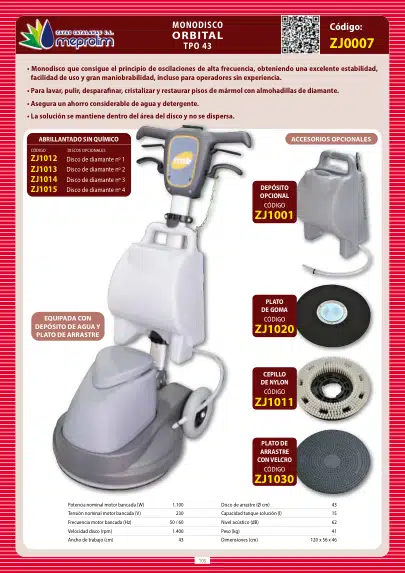 CAYRO CATALANAS S.L.
meprolim
MONODISCO
ORBITAL
TPO 43
Código:
ZJ0007
• Monodisco que consigue el principio de oscilaciones de alta frecuencia, obteniendo una excelente estabilidad,
facilidad de uso y gran maniobrabilidad, incluso para operadores sin experiencia.
• Para lavar, pulir, desparafinar, cristalizar y restaurar pisos de mármol con almohadillas de diamante.
• Asegura un ahorro considerable de agua y detergente.
• La solución se mantiene dentro del área del disco y no se dispersa.
ABRILLANTADO SIN QUÍMICO
CÓDIGO DISCOS OPCIONALES
ZJ1012 Disco de diamante nº 1
ZJ1013 Disco de diamante nº 2
ZJ1014 Disco de diamante nº 3
ZJ1015 Disco de diamante nº 4
ACCESORIOS OPCIONALES
DEPÓSITO
OPCIONAL
CÓDIGO
ZJ1001
EQUIPADA CON
DEPÓSITO DE AGUA Y
PLATO DE ARRASTRE
PLATO
DE GOMA
CÓDIGO
ZJ1020
CEPILLO
DE NYLON
CÓDIGO
ZJ1011
PLATO DE
ARRASTRE
CON VELCRO
CÓDIGO
ZJ1030
Potencia nominal motor bancada (W) 1.100
Tensión nominal motor bancada (V) 230
Frecuencia motor bancada (Hz) 50 / 60
Velocidad disco (rpm) 1.400
Ancho de trabajo (cm) 43
Disco de arrastre (Ø cm) 43
Capacidad tanque solución (l) 15
Nivel acústico (dB) 62
Peso (kg) 41
Dimensiones (cm) 120 x 56 x 46